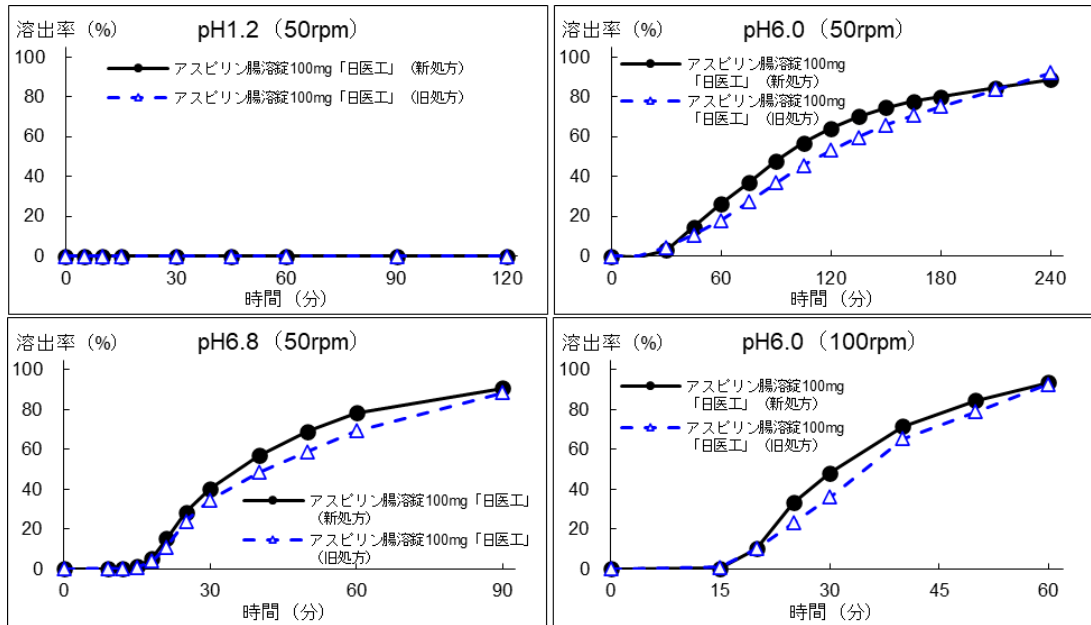 溶出率 (%)
pH1.2（50rpm）
アスピリン腸溶錠100mg「日医工」（新処方）
アスピリン腸溶錠100mg「日医工」（旧処方）
100
80
60
40
20
0
0 30 60 90 120
時間（分）
溶出率 (%)
pH6.0（50rpm）
アスピリン腸溶錠100mg
「日医工」（新処方）
アスピリン腸溶錠100mg
「日医工」（旧処方）
100
80
60
40
20
0
0 60 120 180 240
時間（分）
溶出率 (%)
pH6.8（50rpm）
100
80
60
40
20
0
アスピリン腸溶錠100mg「日医工」
（新処方）
アスピリン腸溶錠100mg「日医工」
（旧処方）
0 30 60 90
時間（分）
溶出率 (%)
pH6.0（100rpm）
アスピリン腸溶錠100mg
「日医工」（新処方）
アスピリン腸溶錠100mg
「日医工」（旧処方）
100
80
60
40
20
0
0 15 30 45 60
時間（分）